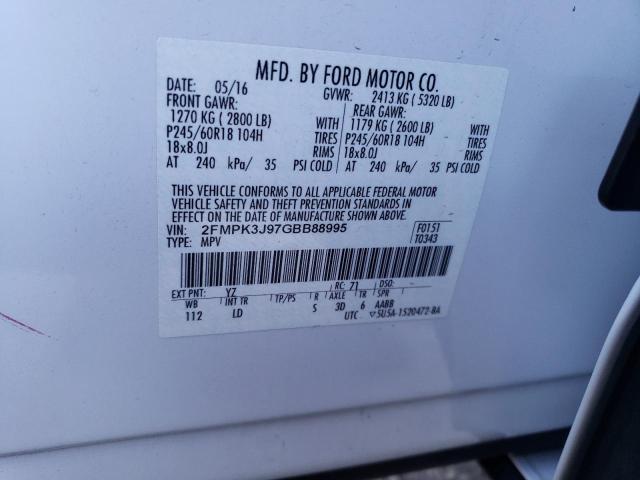 MFD. BY FORD MOTOR CO.
DATE: 05/16 GVWR: 2413 KG ( 5320 LB)
FRONT GAWR: REAR GAWR:
1270 KG ( 2800 LB) WITH 1179 KG ( 2600 LB) WITH
P245/60R18 104H TIRES P245/60R18 104H TIRES
18x8.0J RIMS 18x8.0J RIMS
AT 240 kPa/ 35 PSI COLD AT 240 kPa/ 35 PSI COLD
THIS VEHICLE CONFORMS TO ALL APPLICABLE FEDERAL MOTOR
VEHICLE SAFETY AND THEFT PREVENTION STANDARDS IN
EFFECT ON THE DATE OF MANUFACTURE SHOWN ABOVE.
VIN: 2FMPK3J97GBB88995 F0151
TYPE: MPV T0343
EXT PNT: YZ RC: 71 DSO:
WB INT TR TP/PS R AXLE TR SPR
112 LD S 3D 6 AABB
UTC ▽5U5A-1520472-BA